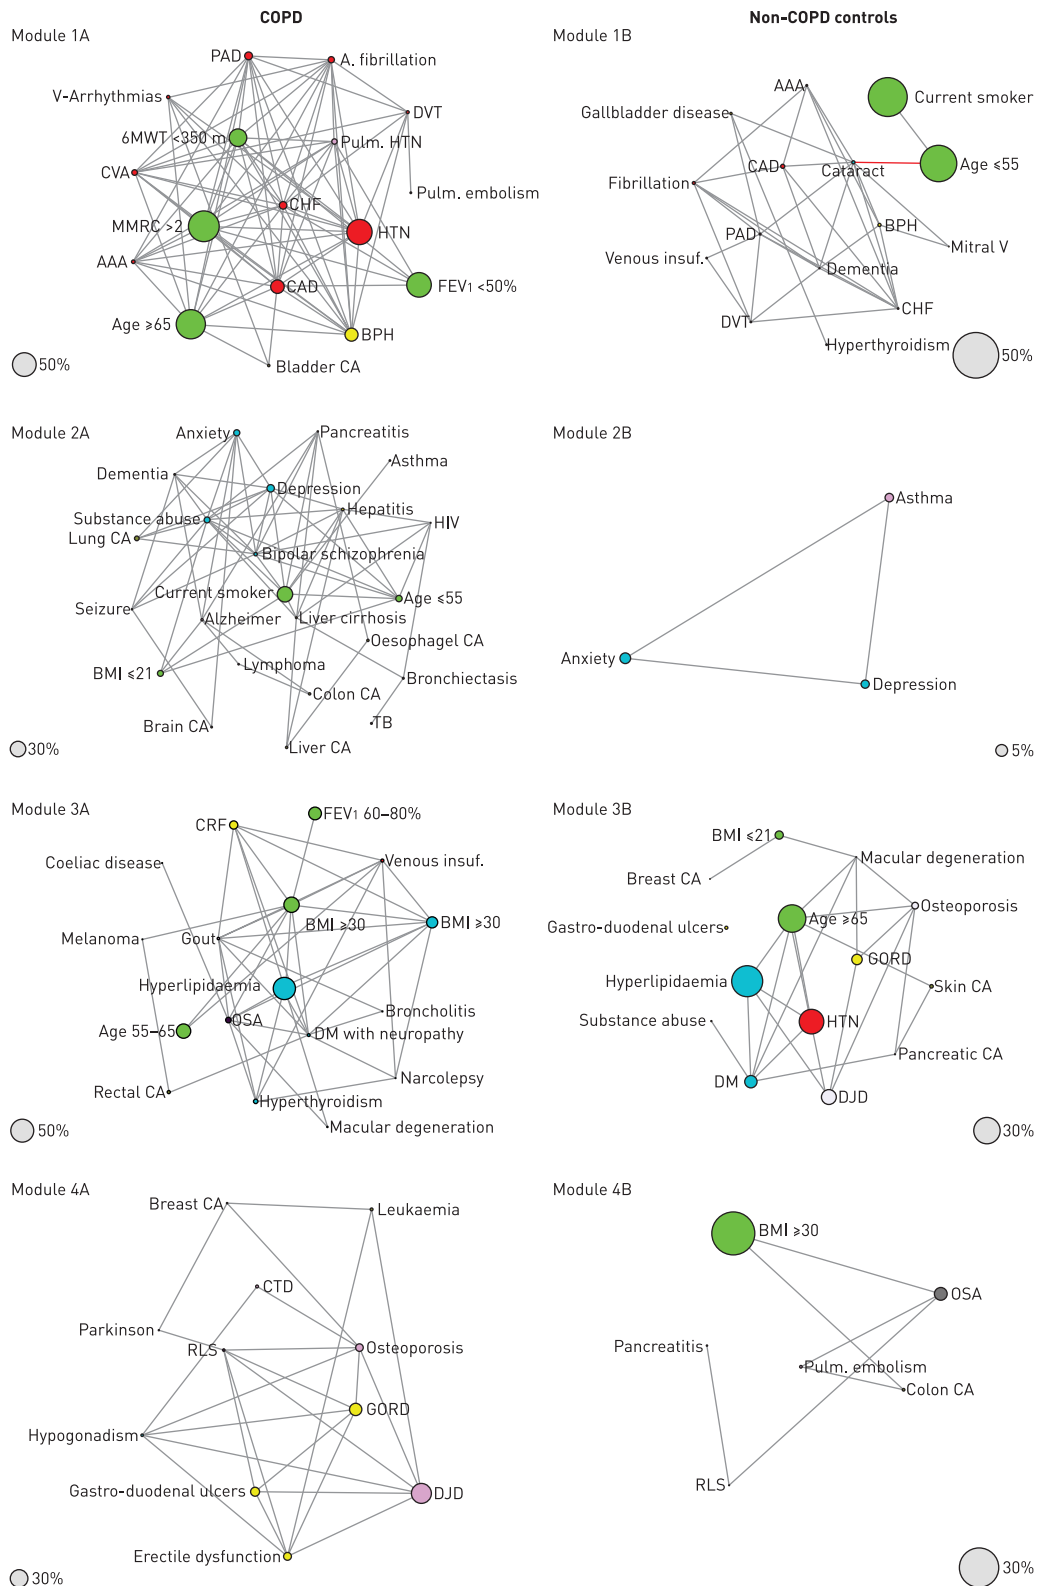 COPD
Non-COPD controls
Module 1A
PAD
A. fibrillation
V-Arrhythmias
DVT
6MWT <350 m
Pulm. HTN
CVA
Pulm. embolism
CHF
MMRC >2
HTN
AAA
CAD
FEV1 <50%
Age ≥65
BPH
Bladder CA
50%
Module 1B
AAA
Current smoker
Gallbladder disease
CAD
Cataract
Age ≤55
Fibrillation
PAD
BPH
Mitral V
Venous insuf.
Dementia
DVT
CHF
Hyperthyroidism
50%
Module 2A
Anxiety
Pancreatitis
Dementia
Asthma
Depression
Substance abuse
Hepatitis
HIV
Lung CA
Bipolar schizophrenia
Current smoker
Age ≤55
Seizure
Alzheimer
Liver cirrhosis
Oesophagel CA
BMI ≤21
Lymphoma
Bronchiectasis
Colon CA
Brain CA
TB
Liver CA
30%
Module 2B
Asthma
Anxiety
Depression
5%
Module 3A
CRF
FEV1 60–80%
Coeliac disease
Venous insuf.
BMI ≥30
BMI ≥30
Melanoma
Gout
Hyperlipidaemia
Broncholitis
Age 55–65
OSA
DM with neuropathy
Rectal CA
Narcolepsy
Hyperthyroidism
Macular degeneration
50%
Module 3B
BMI ≤21
Macular degeneration
Breast CA
Osteoporosis
Age ≥65
Gastro-duodenal ulcers
GORD
Hyperlipidaemia
Skin CA
Substance abuse
HTN
Pancreatic CA
DM
DJD
30%
Module 4A
Breast CA
Leukaemia
CTD
Parkinson
RLS
Osteoporosis
GORD
Hypogonadism
Gastro-duodenal ulcers
DJD
Erectile dysfunction
30%
Module 4B
BMI ≥30
OSA
Pancreatitis
Pulm. embolism
Colon CA
RLS
30%